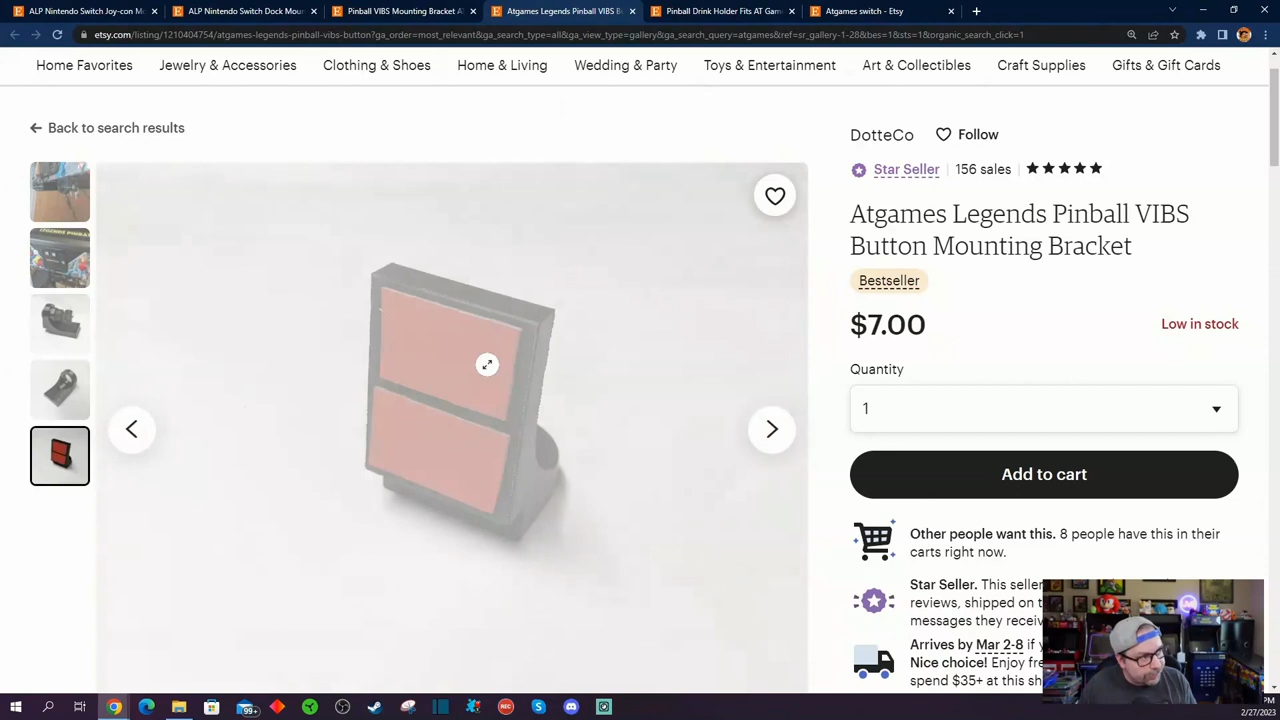 ALP Nintendo Switch Joy-con M
ALP Nintendo Switch Dock Moun
Pinball VIBS Mounting Bracket A
Atgames Legends Pinball VIBS B
Pinball Drink Holder Fits AT Gam
Atgames switch - Etsy
etsy.com/listing/1210404754/atgames-legends-pinball-vibs-button?ga_order=most_relevant&ga_search_type=all&ga_view_type=gallery&ga_search_query=atgames&ref=sr_gallery-1-28&bes=1&sts=1&organic_search_click=1
Home Favorites
Jewelry & Accessories
Clothing & Shoes
Home & Living
Wedding & Party
Toys & Entertainment
Art & Collectibles
Craft Supplies
Gifts & Gift Cards
Back to search results
DotteCo
Follow
Star Seller
156 sales
Atgames Legends Pinball VIBS
Button Mounting Bracket
Bestseller
$7.00
Low in stock
Quantity
1
Add to cart
Other people want this. 8 people have this in their
carts right now.
Star Seller. This seller
reviews, shipped on t
messages they receiv
Arrives by Mar 2-8 if y
Nice choice! Enjoy fre
spend $35+ at this sh
99+
REC
PM
2/27/2023